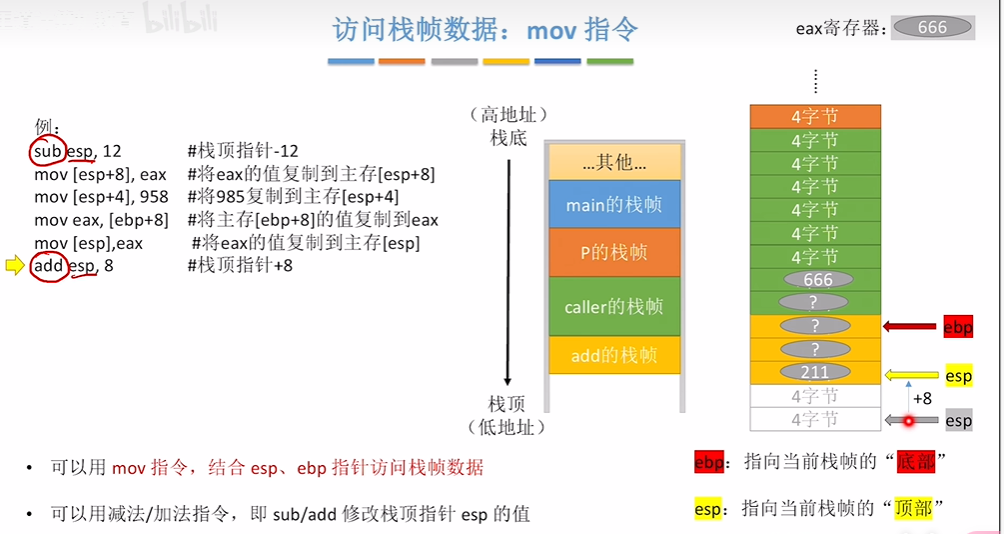 bilibili
访问栈帧数据：mov 指令
eax寄存器： 666
例：
sub esp, 12 #栈顶指针-12
mov [esp+8], eax #将eax的值复制到主存[esp+8]
mov [esp+4], 958 #将985复制到主存[esp+4]
mov eax, [ebp+8] #将主存[ebp+8]的值复制到eax
mov [esp],eax #将eax的值复制到主存[esp]
add esp, 8 #栈顶指针+8
（高地址）
栈底
栈顶
（低地址）
...其他...
main的栈帧
P的栈帧
caller的栈帧
add的栈帧
4字节
4字节
4字节
4字节
4字节
4字节
4字节
666
?
? ebp
?
211 esp
4字节 +8
4字节 esp
• 可以用 mov 指令，结合 esp、ebp 指针访问栈帧数据
• 可以用减法/加法指令，即 sub/add 修改栈顶指针 esp 的值
ebp：指向当前栈帧的“底部”
esp：指向当前栈帧的“顶部”